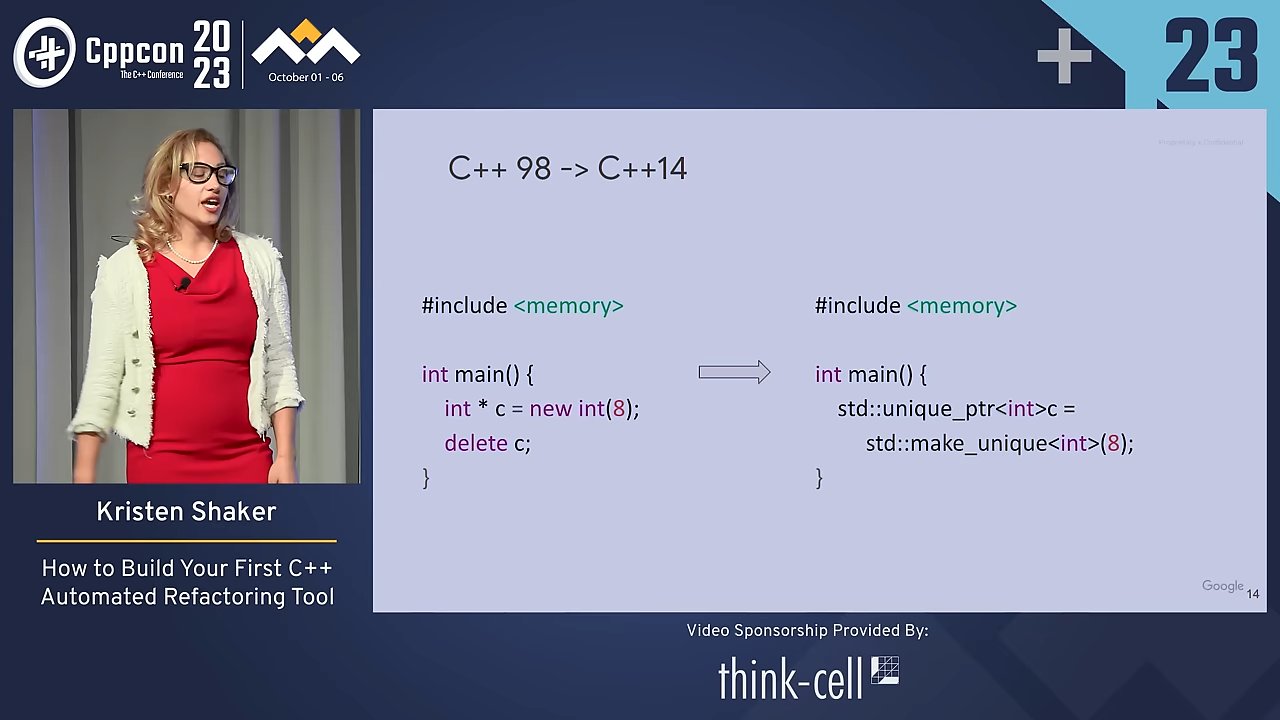 Cppcon
The C++ Conference
20
23
October 01 - 06
23
C++ 98 -> C++14
#include <memory>
int main() {
int * c = new int(8);
delete c;
}
#include <memory>
int main() {
std::unique_ptr<int>c =
std::make_unique<int>(8);
}
Google
14
Kristen Shaker
How to Build Your First C++
Automated Refactoring Tool
Video Sponsorship Provided By:
think-cell